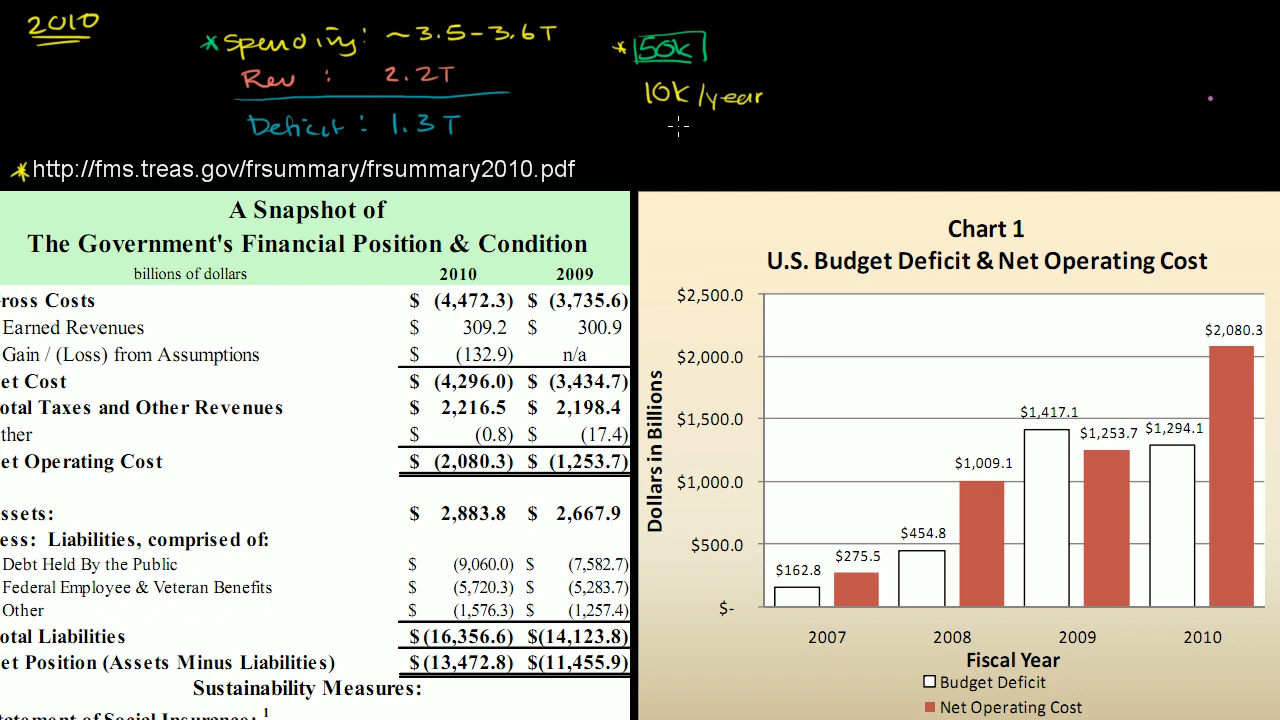 2010
* Spending: ~3.5-3.6T
Rev : 2.2T
Deficit: 1.3T
* 50k
10k/year
* http://fms.treas.gov/frsummary/frsummary2010.pdf
A Snapshot of
The Government's Financial Position & Condition
billions of dollars 2010 2009
ross Costs $ (4,472.3) $ (3,735.6)
Earned Revenues $ 309.2 $ 300.9
Gain / (Loss) from Assumptions $ (132.9) n/a
et Cost $ (4,296.0) $ (3,434.7)
otal Taxes and Other Revenues $ 2,216.5 $ 2,198.4
ther $ (0.8) $ (17.4)
et Operating Cost $ (2,080.3) $ (1,253.7)
ssets: $ 2,883.8 $ 2,667.9
ess: Liabilities, comprised of:
Debt Held By the Public $ (9,060.0) $ (7,582.7)
Federal Employee & Veteran Benefits $ (5,720.3) $ (5,283.7)
Other $ (1,576.3) $ (1,257.4)
otal Liabilities $ (16,356.6) $ (14,123.8)
et Position (Assets Minus Liabilities) $ (13,472.8) $ (11,455.9)
Sustainability Measures:
tatement of Social Insurance: 1
Chart 1
U.S. Budget Deficit & Net Operating Cost
Dollars in Billions
$2,500.0
$2,000.0
$1,500.0
$1,000.0
$500.0
$-
$162.8 $275.5
$454.8 $1,009.1
$1,417.1 $1,253.7
$1,294.1 $2,080.3
2007 2008 2009 2010
Fiscal Year
Budget Deficit
Net Operating Cost